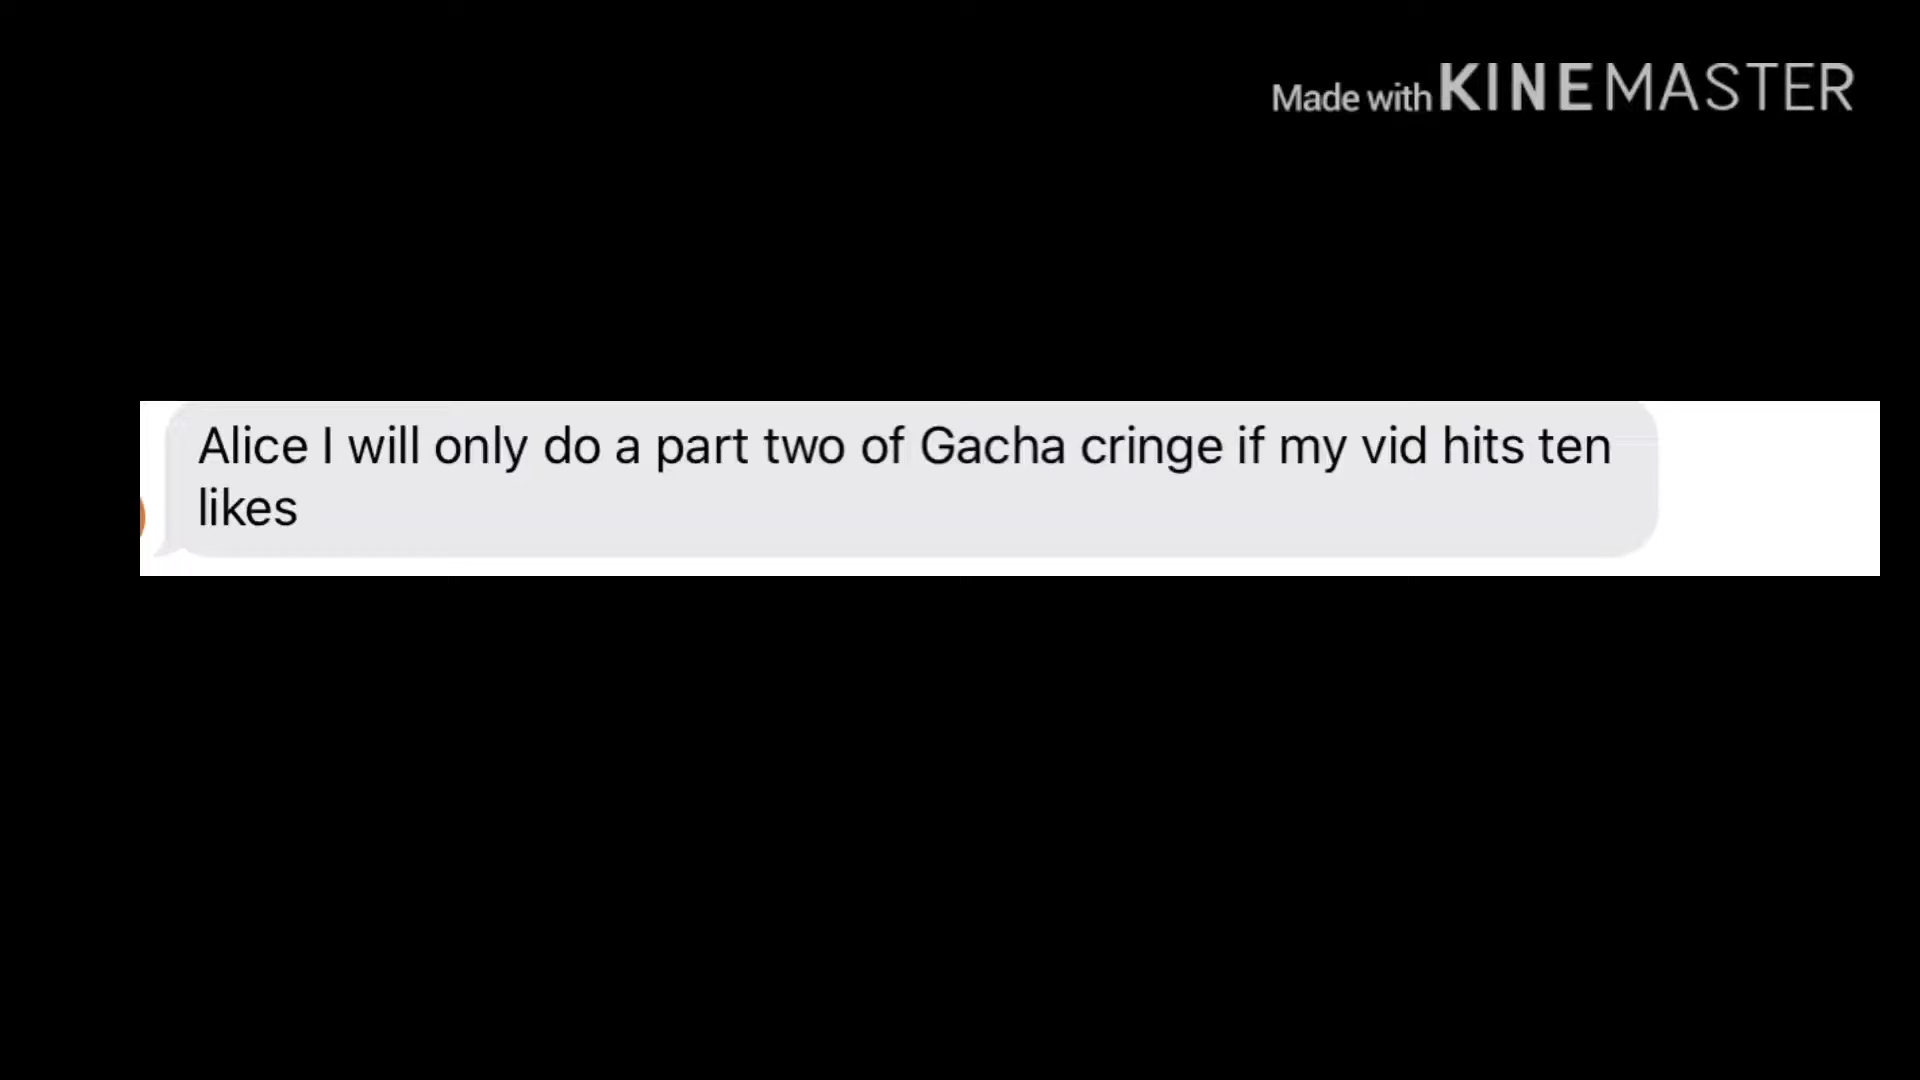 Made with KINEMASTER
Alice I will only do a part two of Gacha cringe if my vid hits ten
likes